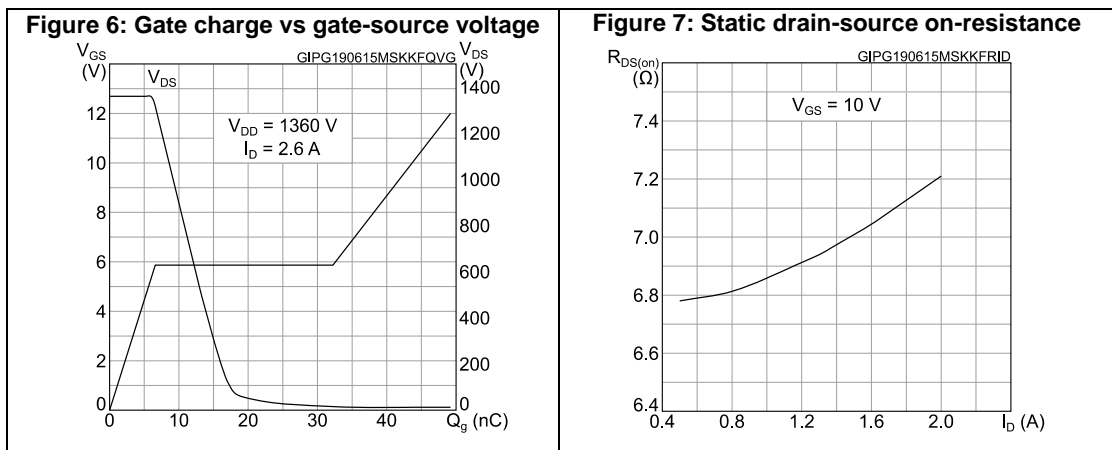 Figure 6: Gate charge vs gate-source voltage
V_GS
(V)
GIPG190615MSKKFQVG
V_DS
(V)
V_DS
V_DD = 1360 V
I_D = 2.6 A
12
10
8
6
4
2
0
1400
1200
1000
800
600
400
200
0
0
10
20
30
40
Q_g (nC)
Figure 7: Static drain-source on-resistance
R_DS(on)
(Ω)
GIPG190615MSKKFRID
V_GS = 10 V
7.4
7.2
7.0
6.8
6.6
6.4
0.4
0.8
1.2
1.6
2.0
I_D (A)